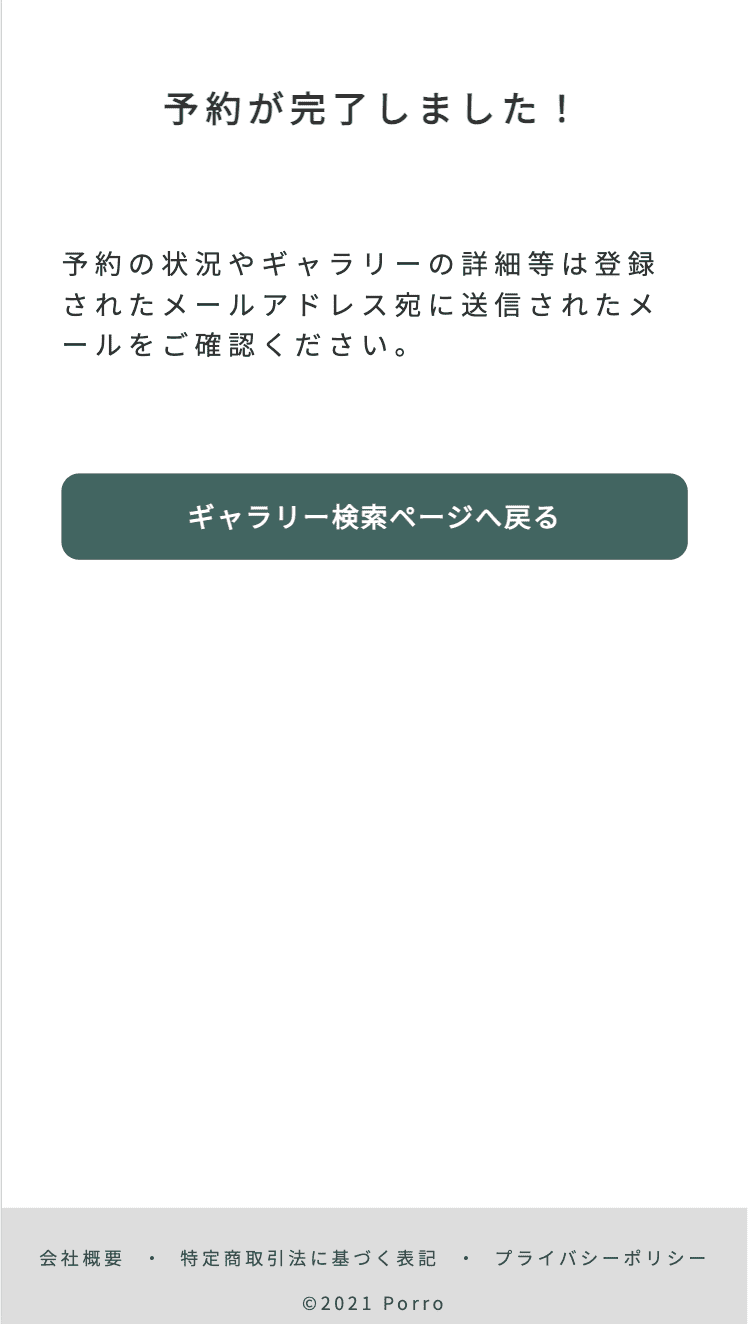 予約が完了しました！
予約の状況やギャラリーの詳細等は登録
されたメールアドレス宛に送信されたメ
ールをご確認ください。
ギャラリー検索ページへ戻る
会社概要 ・ 特定商取引法に基づく表記 ・ プライバシーポリシー
©2021 Porro